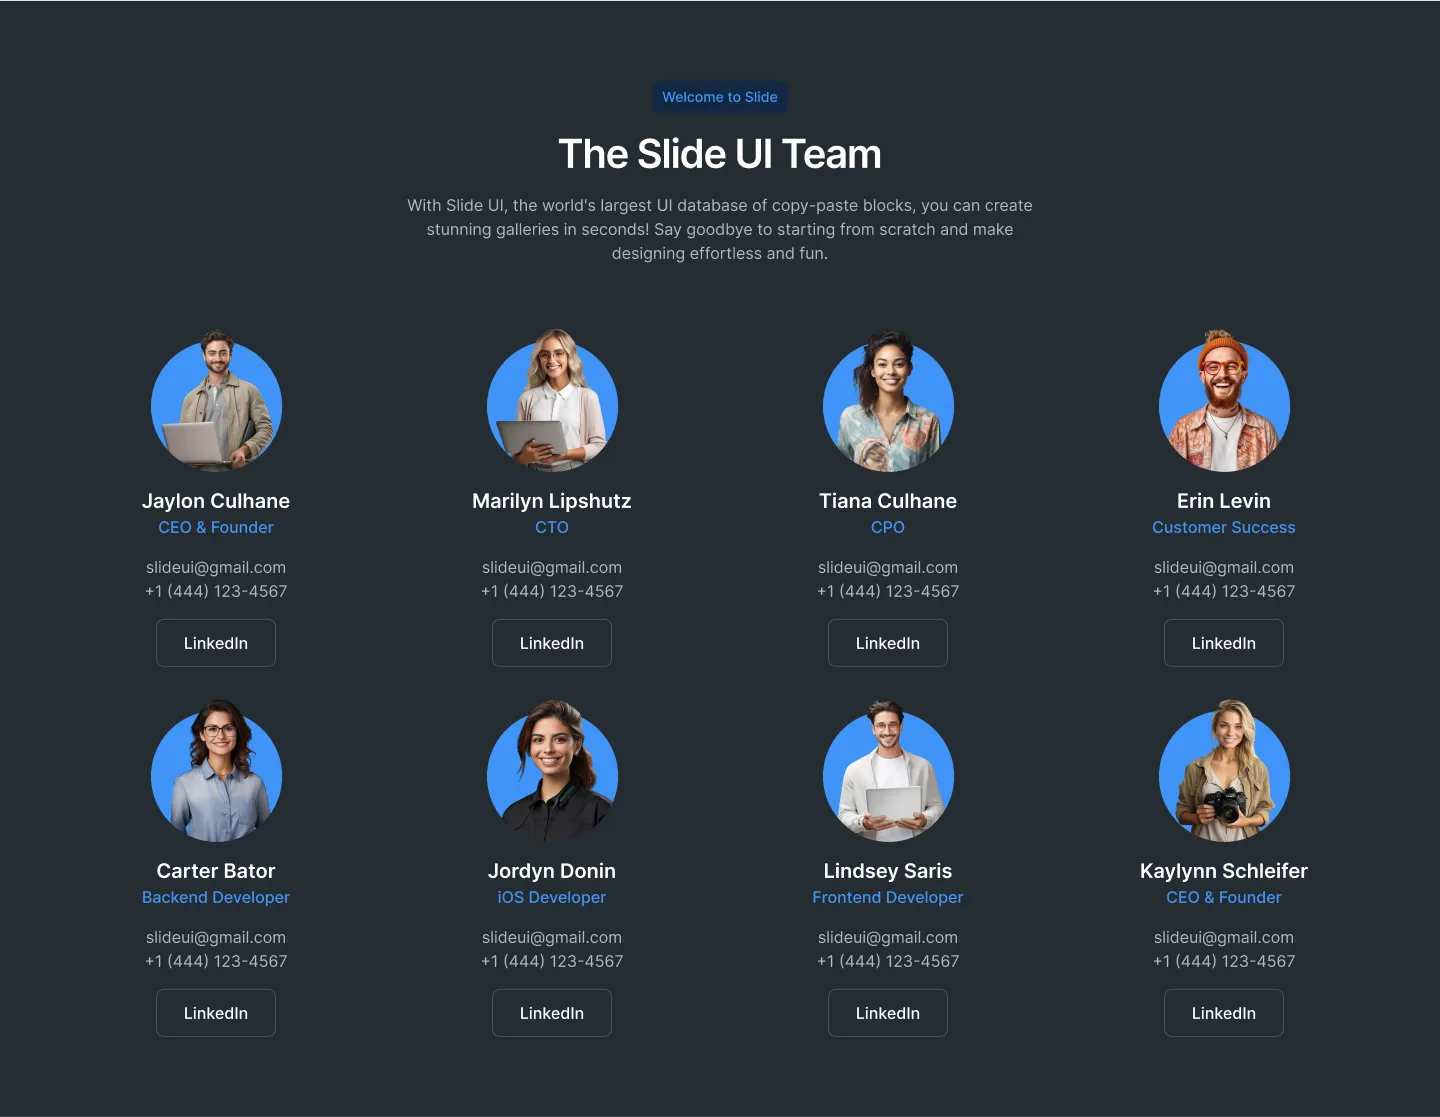 Welcome to Slide
The Slide UI Team
With Slide UI, the world's largest UI database of copy-paste blocks, you can create
stunning galleries in seconds! Say goodbye to starting from scratch and make
designing effortless and fun.
Jaylon Culhane
CEO & Founder
slideui@gmail.com
+1 (444) 123-4567
LinkedIn
Marilyn Lipshutz
CTO
slideui@gmail.com
+1 (444) 123-4567
LinkedIn
Tiana Culhane
CPO
slideui@gmail.com
+1 (444) 123-4567
LinkedIn
Erin Levin
Customer Success
slideui@gmail.com
+1 (444) 123-4567
LinkedIn
Carter Bator
Backend Developer
slideui@gmail.com
+1 (444) 123-4567
LinkedIn
Jordyn Donin
iOS Developer
slideui@gmail.com
+1 (444) 123-4567
LinkedIn
Lindsey Saris
Frontend Developer
slideui@gmail.com
+1 (444) 123-4567
LinkedIn
Kaylynn Schleifer
CEO & Founder
slideui@gmail.com
+1 (444) 123-4567
LinkedIn